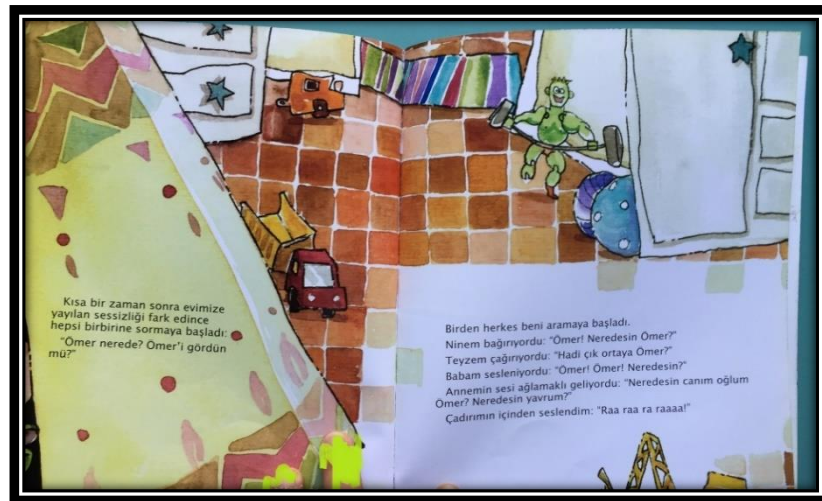 Kısa bir zaman sonra evimize
yayılan sessizliği fark edince
hepsi birbirine sormaya başladı:
“Ömer nerede? Ömer’i gördün
mü?”
Birden herkes beni aramaya başladı.
Ninem bağırıyordu: “Ömer! Neredesin Ömer?”
Teyzem çağırıyordu: “Hadi çık ortaya Ömer?”
Babam sesleniyordu: “Ömer! Ömer! Neredesin?”
Annemin sesi ağlamaklı geliyordu: “Neredesin canım oğlum
Ömer? Neredesin yavrum?”
Çadırımın içinden seslendim: “Raa raa ra raaaa!”